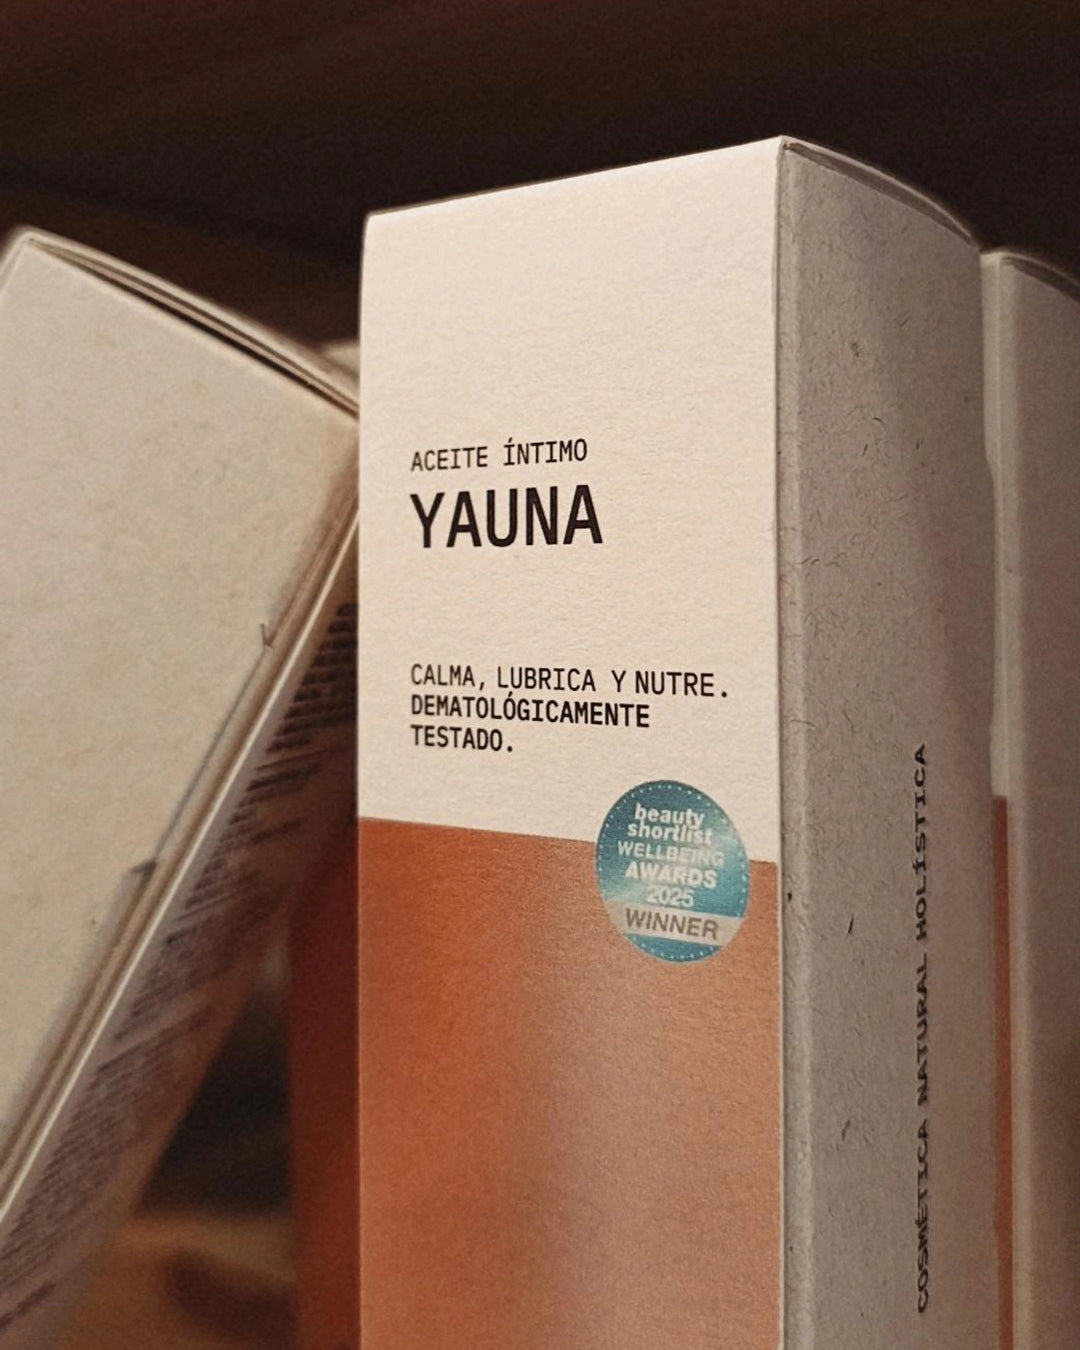 ACEITE ÍNTIMO
YAUNA
CALMA, LUBRICA Y NUTRE.
DEMATOLÓGICAMENTE
TESTADO.
beauty
shortlist
WELLBEING
AWARDS
2025
WINNER
COSMÉTICA NATURAL HOLÍSTICA